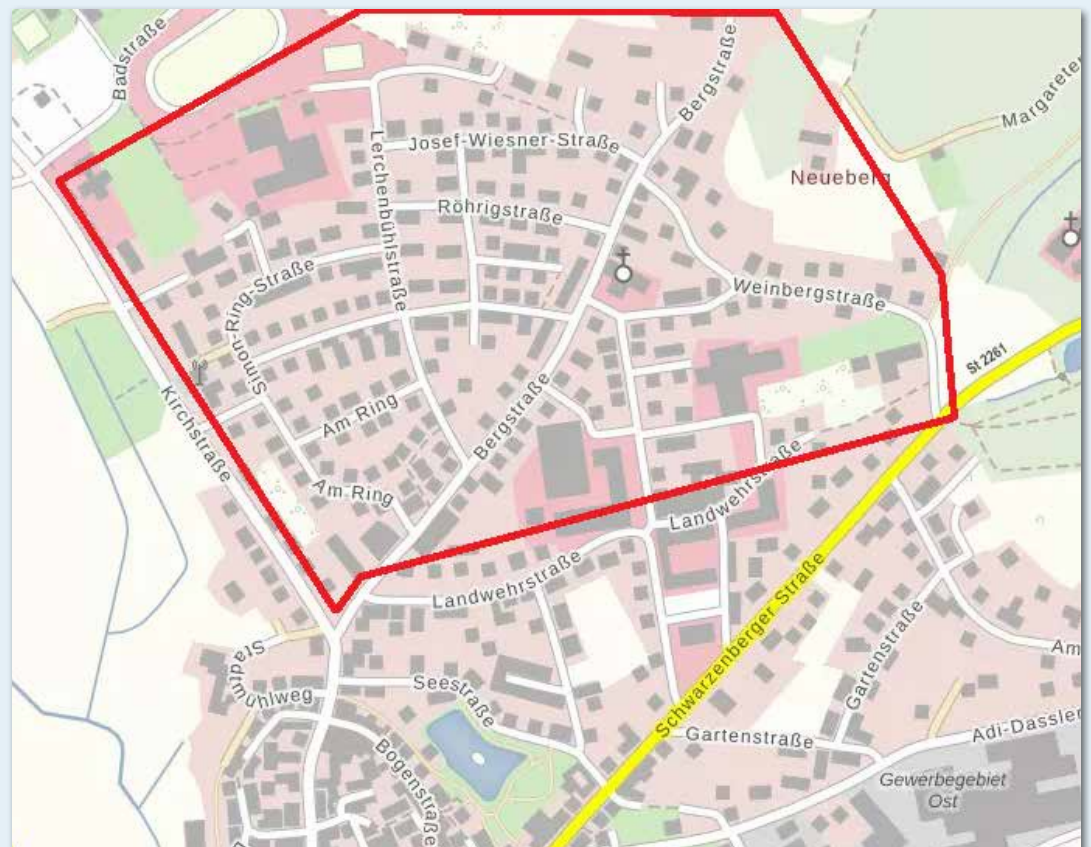 Badstraße
Bergstraße
Margareten
Josef-Wiesner-Straße
Lerchenbühlstraße
Neueberg
Röhrigstraße
Simon-Ring-Straße
Weinbergstraße
St 2261
Kirchstraße
Am-Ring
Bergstraße
Am-Ring
Landwehrstraße
Landwehrstraße
Schwarzenberger Straße
Gartenstraße
Stadtmühlweg
Am
Seestraße
Gartenstraße
Adi-Dassler
Bogenstraße
Gewerbegebiet
Ost